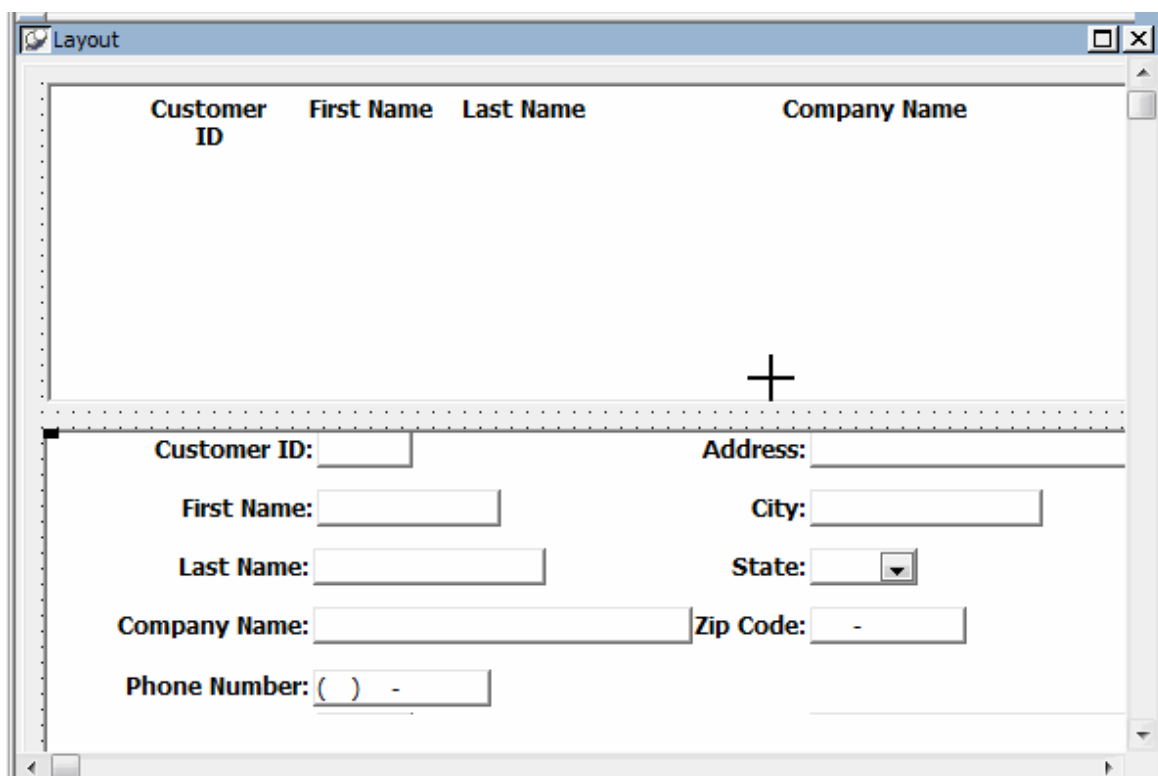 Layout
Customer ID First Name Last Name Company Name
Customer ID: Address:
First Name: City:
Last Name: State:
Company Name: Zip Code: -
Phone Number: ( ) -